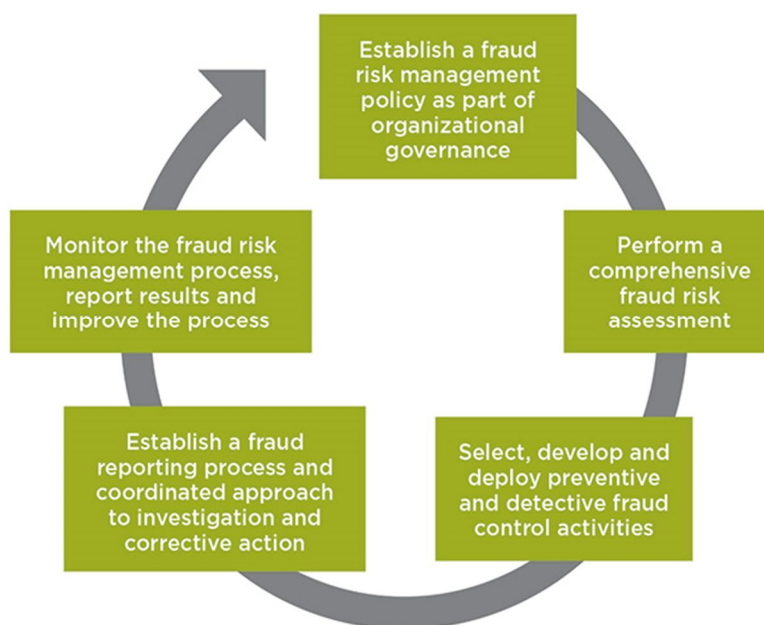 Establish a fraud
risk management
policy as part of
organizational
governance
Perform a
comprehensive
fraud risk
assessment
Select, develop and
deploy preventive
and detective fraud
control activities
Establish a fraud
reporting process and
coordinated approach
to investigation and
corrective action
Monitor the fraud risk
management process,
report results and
improve the process